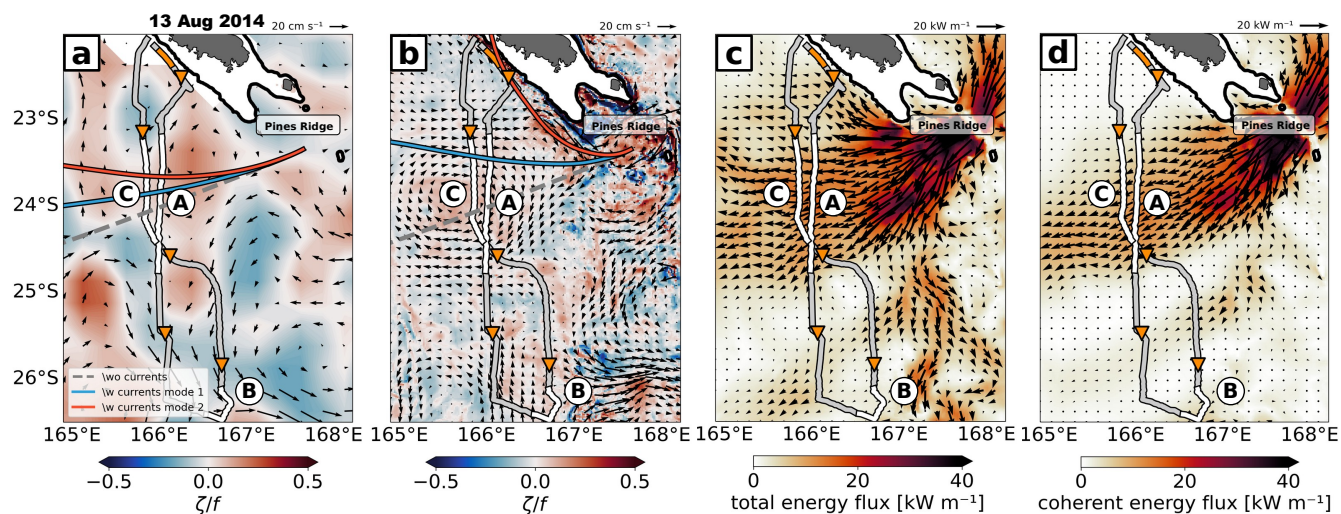 13 Aug 2014
20 cm s⁻¹
20 cm s⁻¹
20 kW m⁻¹
20 kW m⁻¹
a
b
c
d
23°S
24°S
25°S
26°S
Pines Ridge
Pines Ridge
Pines Ridge
Pines Ridge
C
A
C
A
C
A
C
A
B
B
B
B
\wo currents
\w currents mode 1
\w currents mode 2
165°E 166°E 167°E 168°E
165°E 166°E 167°E 168°E
165°E 166°E 167°E 168°E
165°E 166°E 167°E 168°E
−0.5 0.0 0.5
ζ/f
−0.5 0.0 0.5
ζ/f
0 20 40
total energy flux [kW m⁻¹]
0 20 40
coherent energy flux [kW m⁻¹]